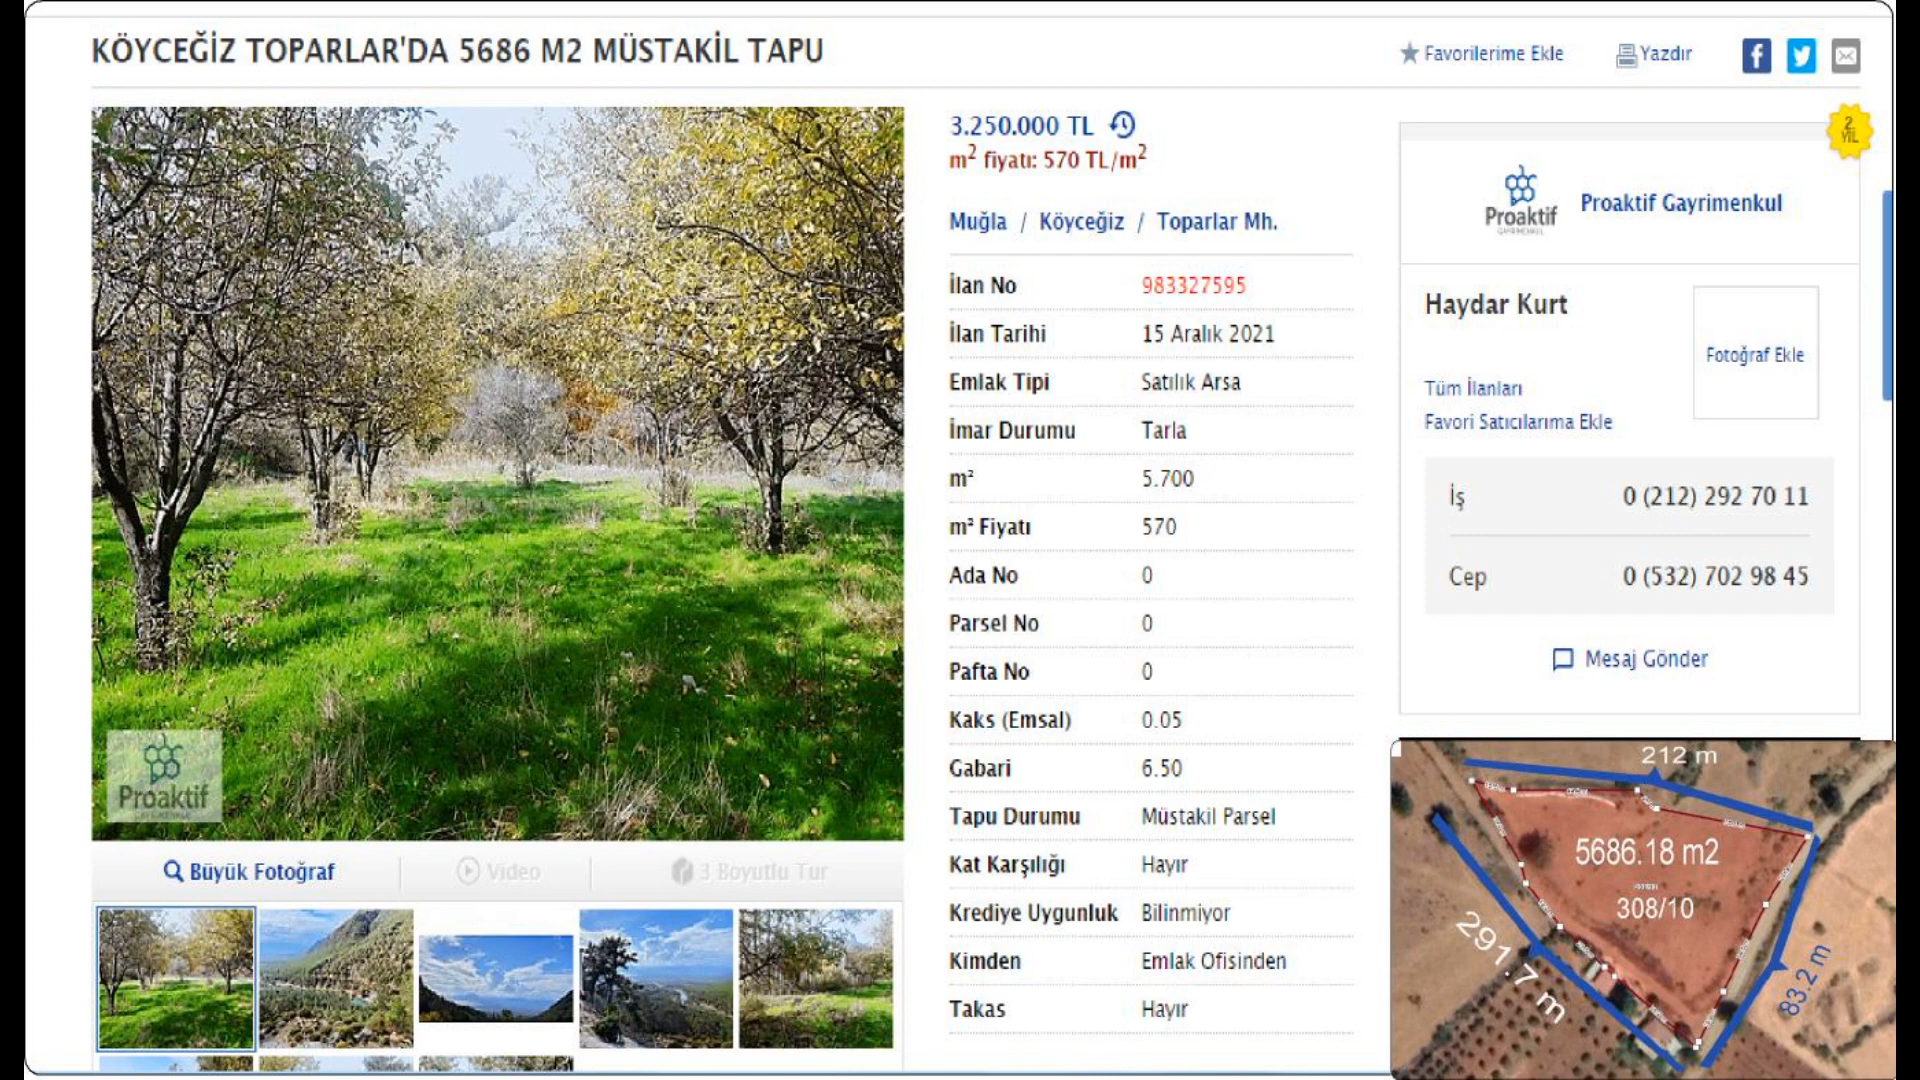 KÖYCEĞİZ TOPARLAR'DA 5686 M2 MÜSTAKİL TAPU
Favorilerime Ekle
Yazdır
3.250.000 TL
m² fiyatı: 570 TL/m²
Muğla / Köyceğiz / Toparlar Mh.
İlan No 983327595
İlan Tarihi 15 Aralık 2021
Emlak Tipi Satılık Arsa
İmar Durumu Tarla
m² 5.700
m² Fiyatı 570
Ada No 0
Parsel No 0
Pafta No 0
Kaks (Emsal) 0.05
Gabari 6.50
Tapu Durumu Müstakil Parsel
Kat Karşılığı Hayır
Krediye Uygunluk Bilinmiyor
Kimden Emlak Ofisinden
Takas Hayır
2
YIL
Proaktif
GAYRİMENKUL
Proaktif Gayrimenkul
Haydar Kurt
Fotoğraf Ekle
Tüm İlanları
Favori Satıcılarıma Ekle
İş 0 (212) 292 70 11
Cep 0 (532) 702 98 45
Mesaj Gönder
Proaktif
GAYRİMENKUL
Büyük Fotoğraf
Video
3 Boyutlu Tur
212 m
5686.18 m2
308/10
291.7 m
83.2 m